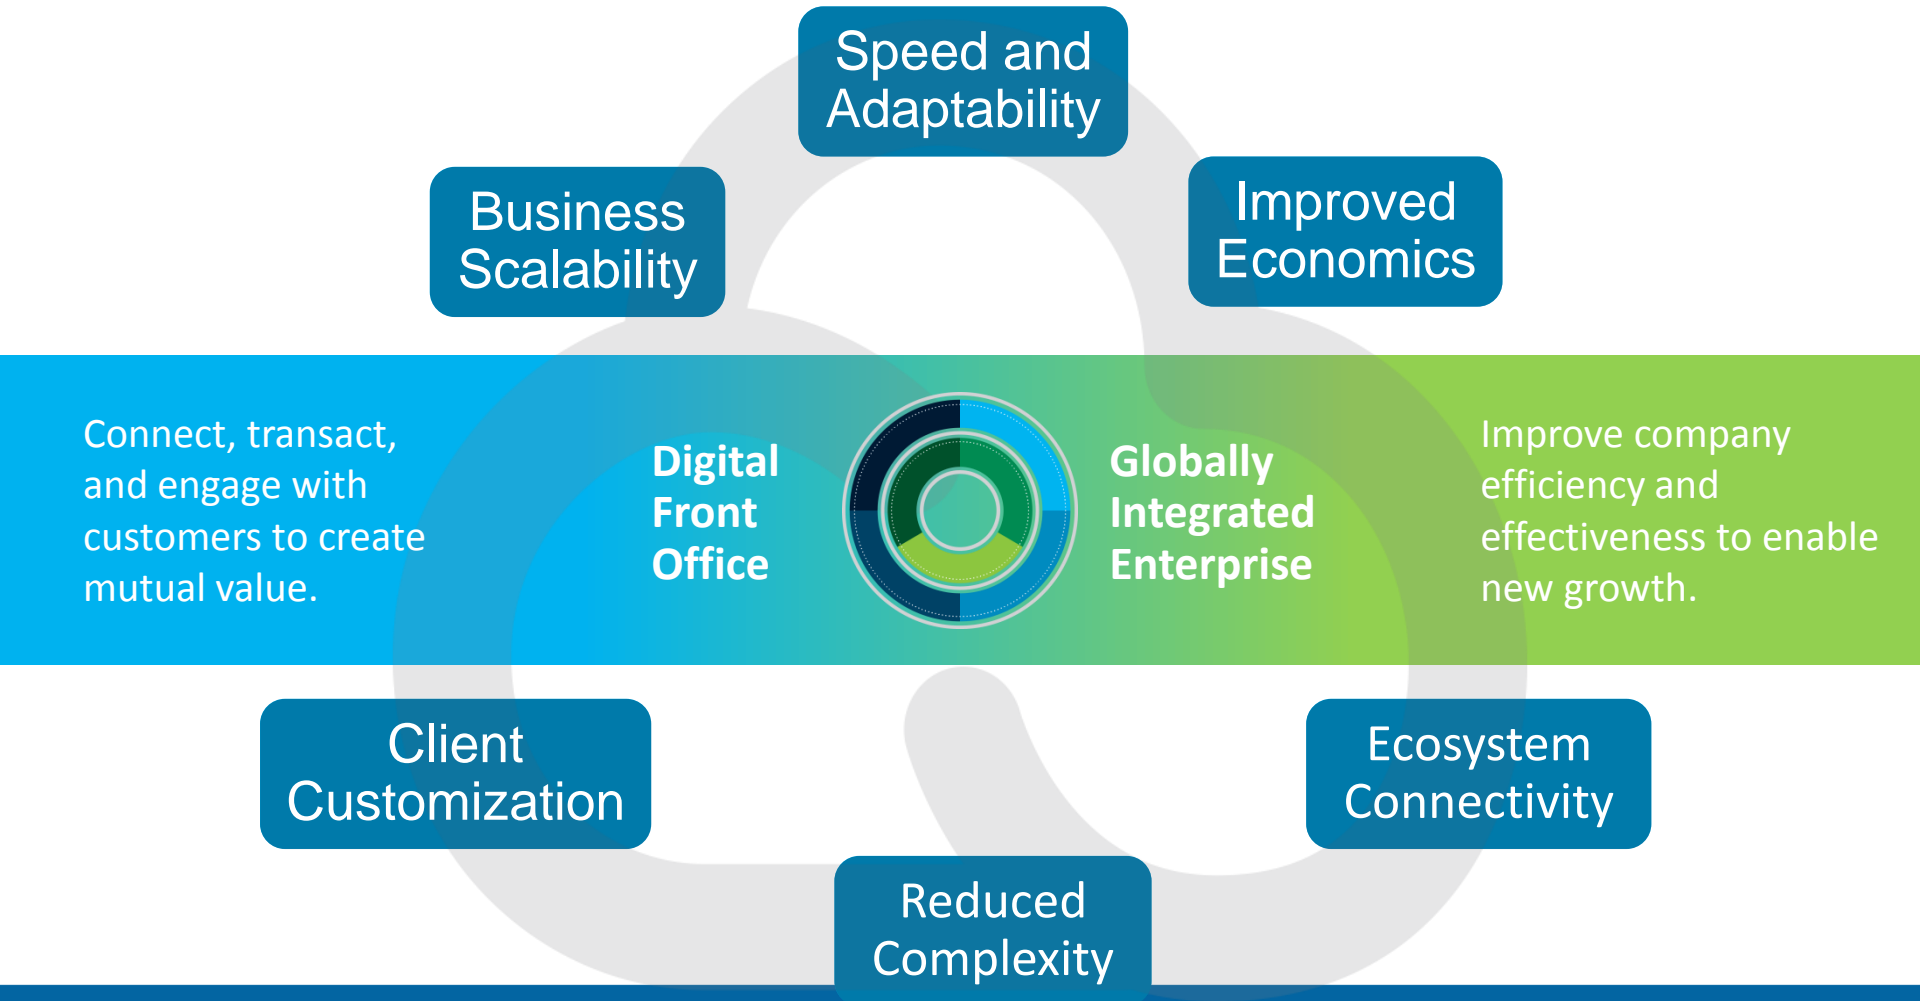 Speed and
Adaptability
Business
Scalability
Improved
Economics
Connect, transact,
and engage with
customers to create
mutual value.
Digital
Front
Office
Globally
Integrated
Enterprise
Improve company
efficiency and
effectiveness to enable
new growth.
Client
Customization
Ecosystem
Connectivity
Reduced
Complexity